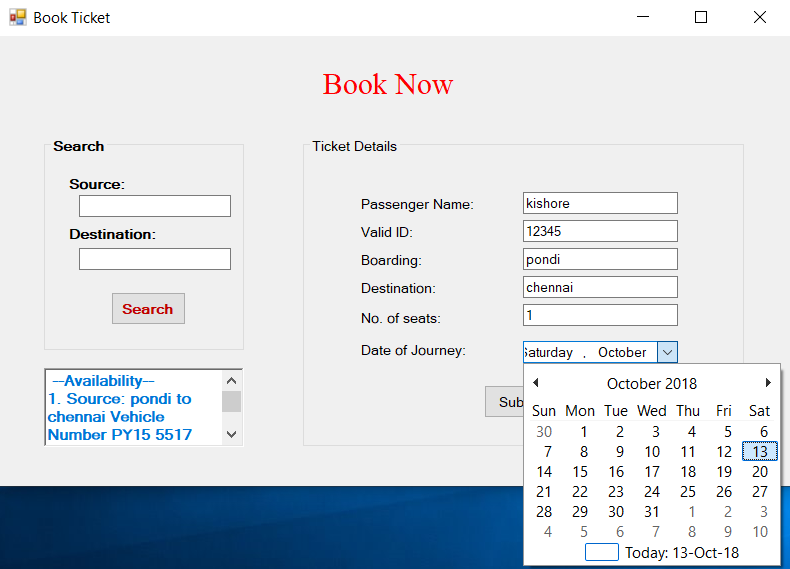 Book Ticket
Book Now
Search
Source:
Destination:
Search
--Availability--
1. Source: pondi to
chennai Vehicle
Number PY15 5517
Ticket Details
Passenger Name: kishore
Valid ID: 12345
Boarding: pondi
Destination: chennai
No. of seats: 1
Date of Journey: Saturday , October
Sub
October 2018
Sun Mon Tue Wed Thu Fri Sat
30 1 2 3 4 5 6
7 8 9 10 11 12 13
14 15 16 17 18 19 20
21 22 23 24 25 26 27
28 29 30 31 1 2 3
4 5 6 7 8 9 10
Today: 13-Oct-18